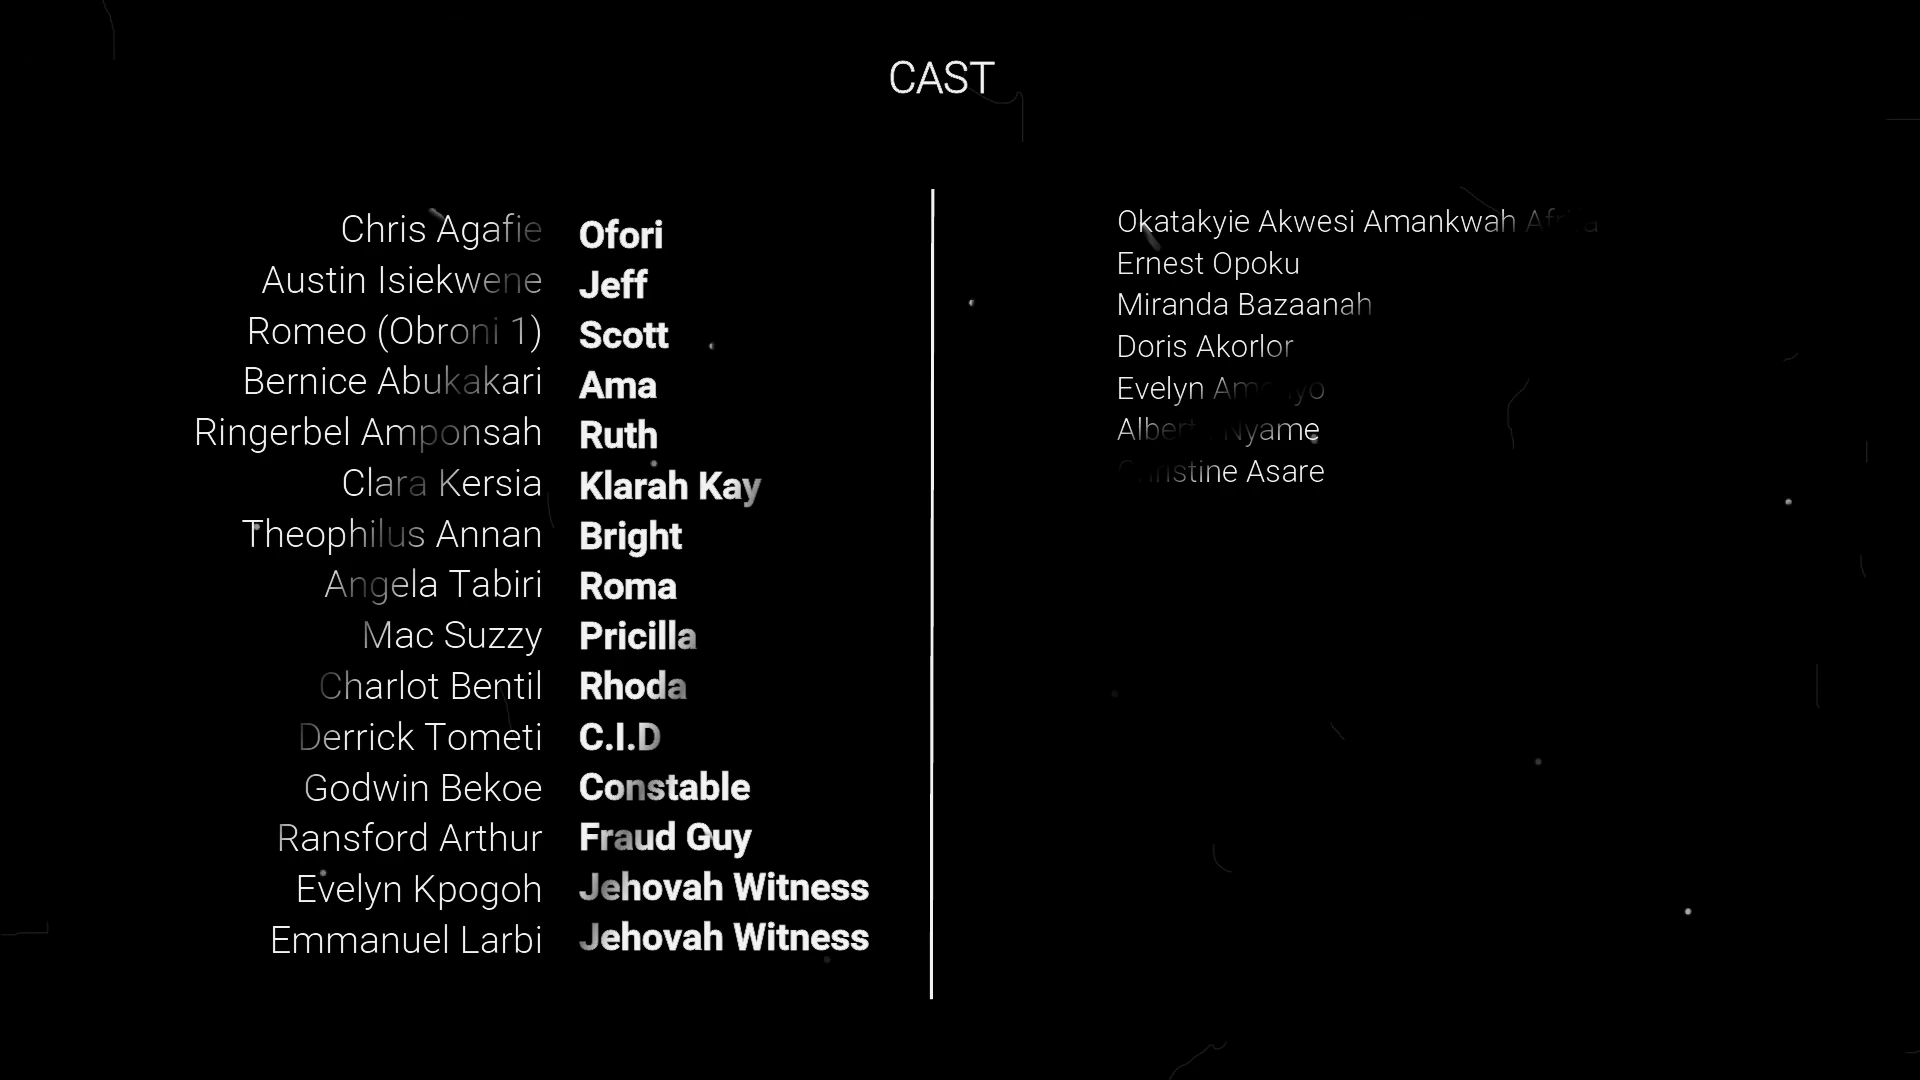 CAST
Chris Agafie Ofori
Austin Isiekwene Jeff
Romeo (Obroni 1) Scott
Bernice Abukakari Ama
Ringerbel Amponsah Ruth
Clara Kersia Klarah Kay
Theophilus Annan Bright
Angela Tabiri Roma
Mac Suzzy Pricilla
Charlot Bentil Rhoda
Derrick Tometi C.I.D
Godwin Bekoe Constable
Ransford Arthur Fraud Guy
Evelyn Kpogoh Jehovah Witness
Emmanuel Larbi Jehovah Witness
Okatakyie Akwesi Amankwah
Ernest Opoku
Miranda Bazaanah
Doris Akorlor
Evelyn
Nyame
Christine Asare